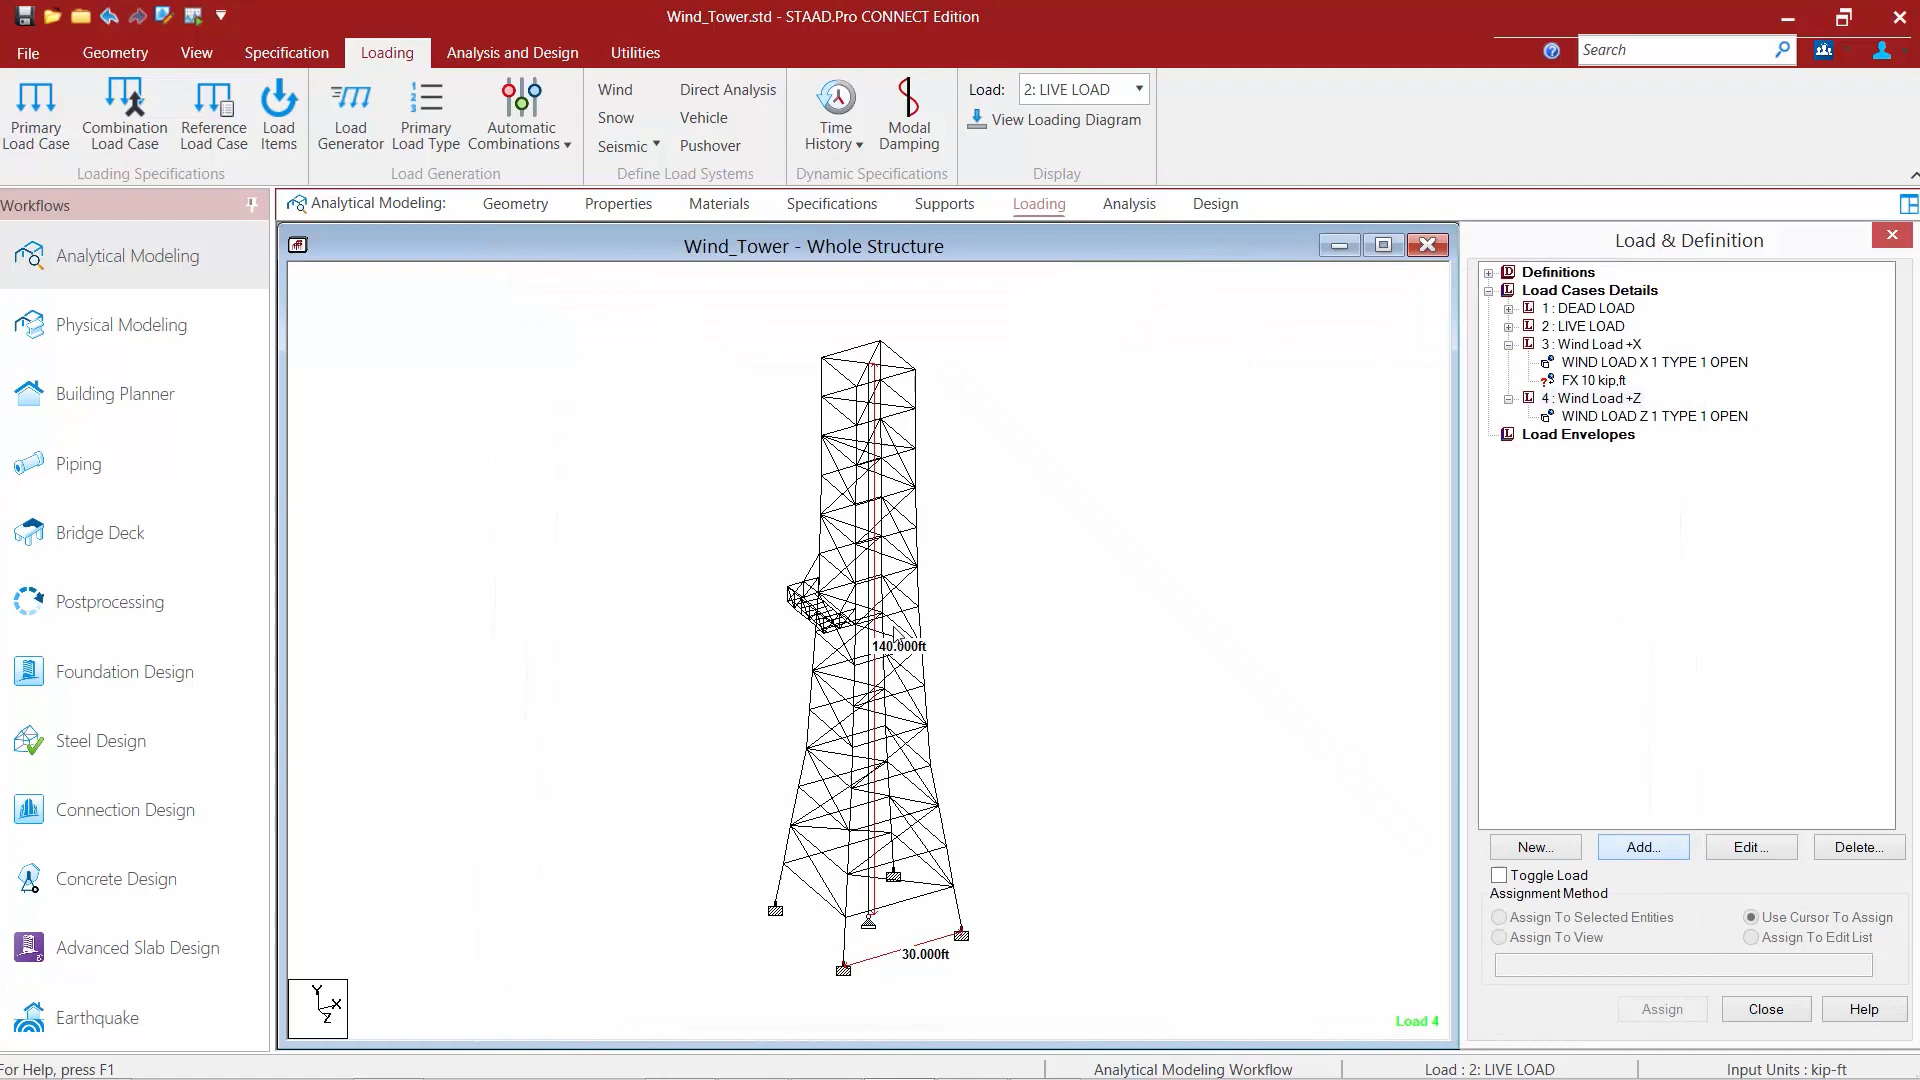 Wind_Tower.std - STAAD.Pro CONNECT Edition
File
Geometry
View
Specification
Loading
Analysis and Design
Utilities
Search
Primary Load Case
Combination Load Case
Reference Load Case
Load Items
Loading Specifications
Load Generator
Primary Load Type
Automatic Combinations
Load Generation
Wind
Snow
Seismic
Direct Analysis
Vehicle
Pushover
Define Load Systems
Time History
Modal Damping
Dynamic Specifications
Load: 2: LIVE LOAD
View Loading Diagram
Display
Workflows
Analytical Modeling
Physical Modeling
Building Planner
Piping
Bridge Deck
Postprocessing
Foundation Design
Steel Design
Connection Design
Concrete Design
Advanced Slab Design
Earthquake
Analytical Modeling:
Geometry
Properties
Materials
Specifications
Supports
Loading
Analysis
Design
Wind_Tower - Whole Structure
140.000ft
30.000ft
Y
X
Z
Load 4
Load & Definition
Definitions
Load Cases Details
1 : DEAD LOAD
2 : LIVE LOAD
3 : Wind Load +X
WIND LOAD X 1 TYPE 1 OPEN
FX 10 kip,ft
4 : Wind Load +Z
WIND LOAD Z 1 TYPE 1 OPEN
Load Envelopes
New...
Add...
Edit ...
Delete...
Toggle Load
Assignment Method
Assign To Selected Entities
Use Cursor To Assign
Assign To View
Assign To Edit List
Assign
Close
Help
For Help, press F1
Analytical Modeling Workflow
Load : 2: LIVE LOAD
Input Units : kip-ft